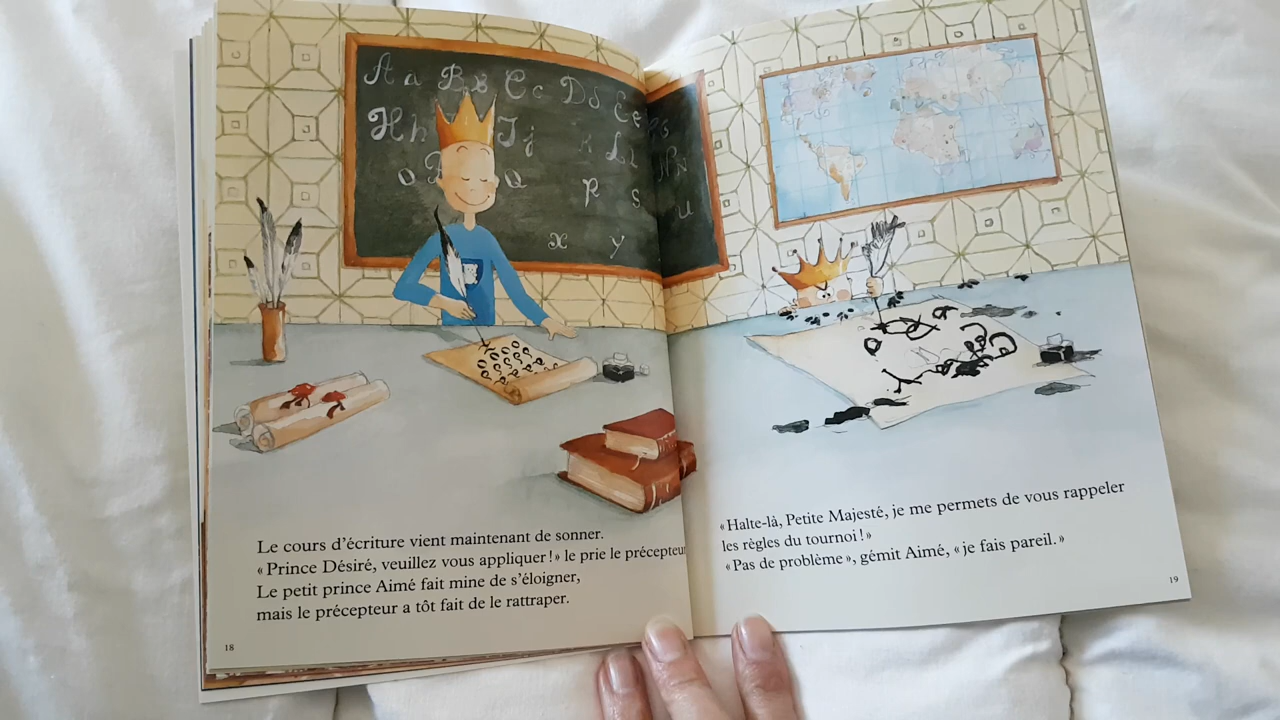 A a B b C c D d E e
H h J j K L l
O P Q R S
N n
U
X Y
Le cours d'écriture vient maintenant de sonner.
« Prince Désiré, veuillez vous appliquer ! » le prie le précepteur
Le petit prince Aimé fait mine de s'éloigner,
mais le précepteur a tôt fait de le rattraper.
18
« Halte-là, Petite Majesté, je me permets de vous rappeler
les règles du tournoi ! »
« Pas de problème », gémit Aimé, « je fais pareil. »
19